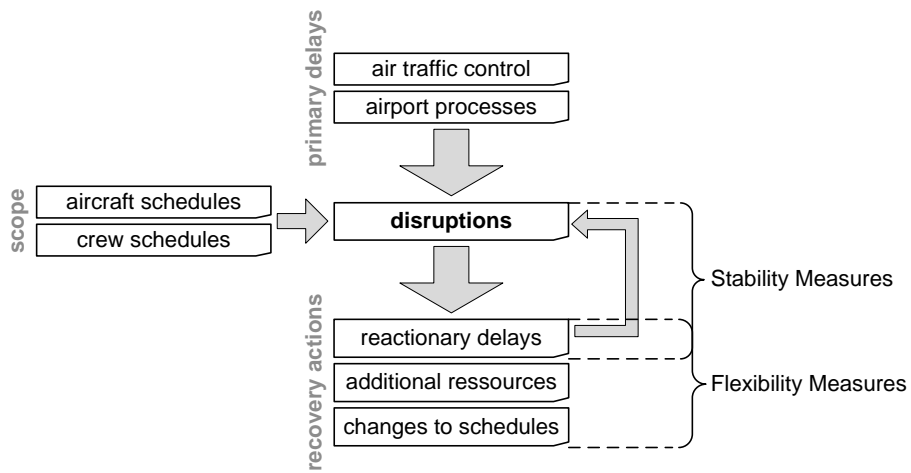 primary delays
air traffic control
airport processes
scope
aircraft schedules
crew schedules
disruptions
Stability Measures
recovery actions
reactionary delays
additional ressources
changes to schedules
Flexibility Measures